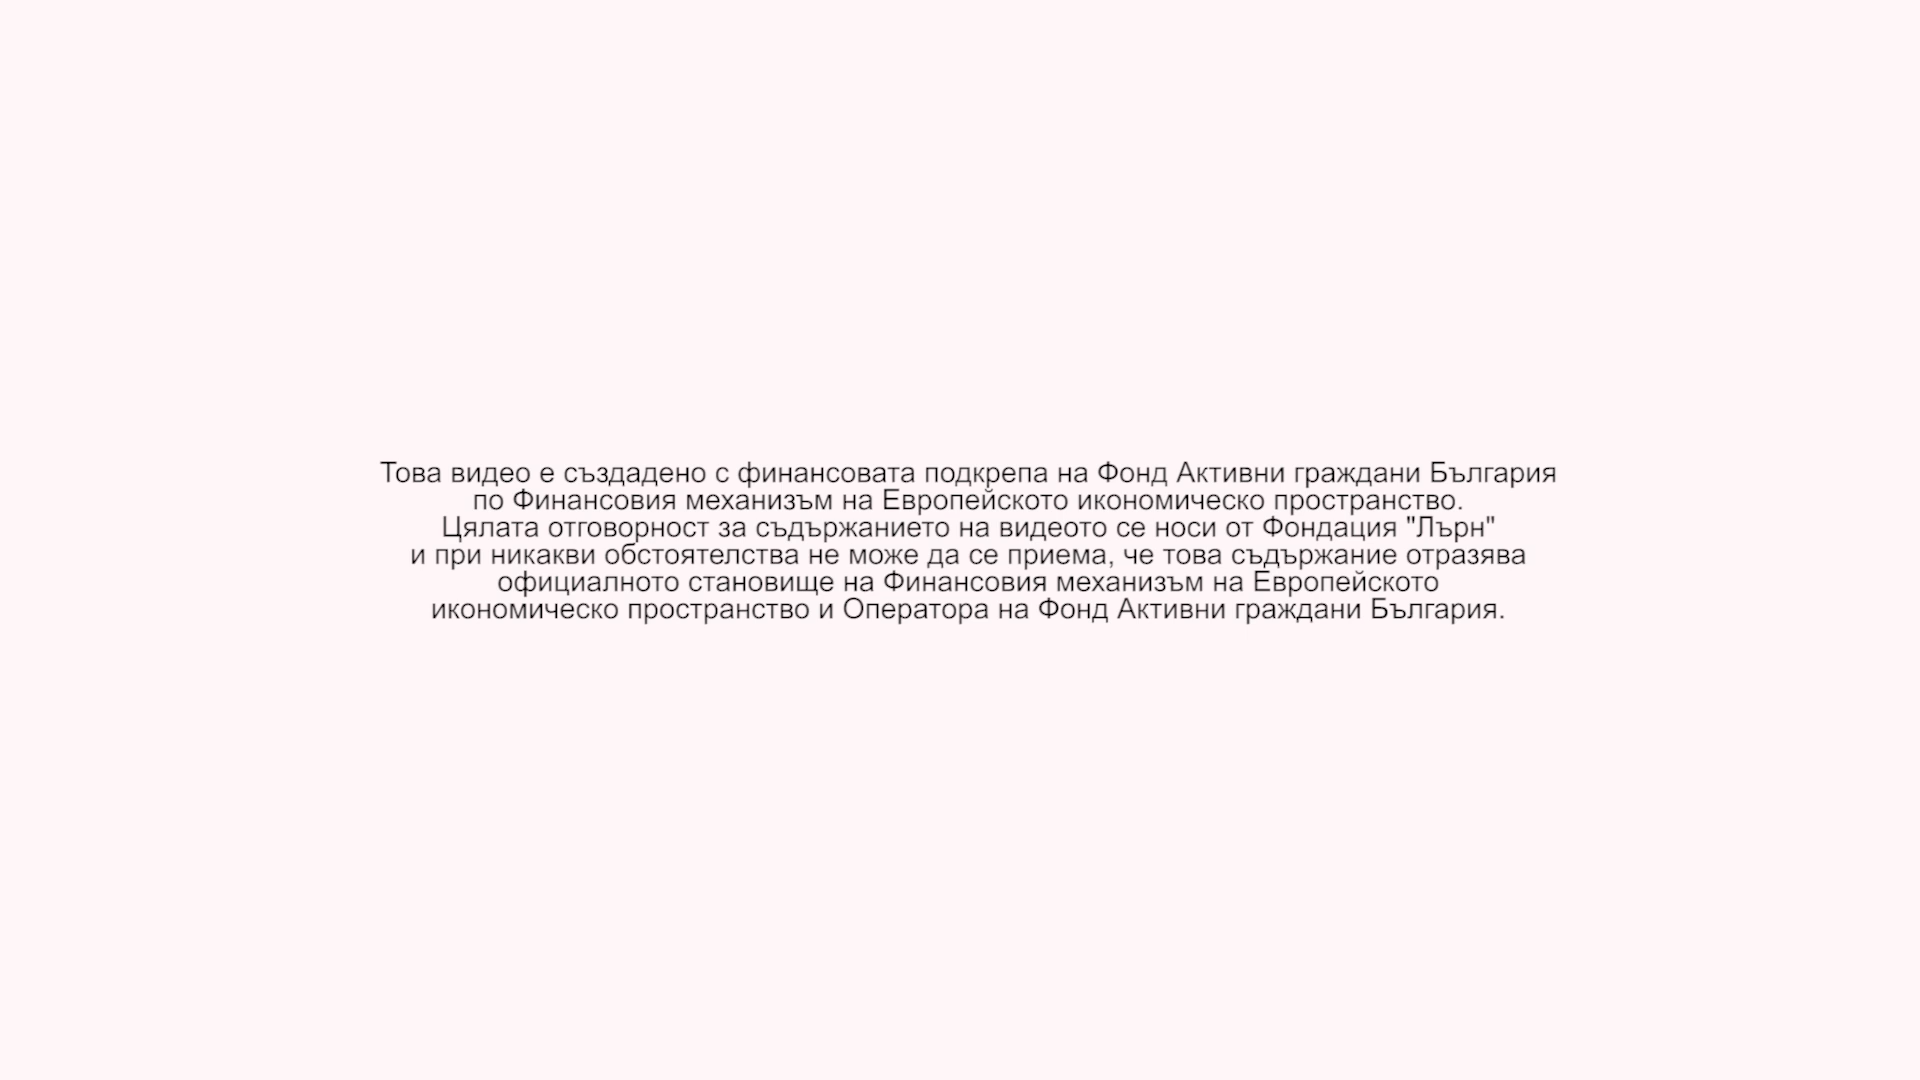 Това видео е създадено с финансовата подкрепа на Фонд Активни граждани България
по Финансовия механизъм на Европейското икономическо пространство.
Цялата отговорност за съдържанието на видеото се носи от Фондация "Лърн"
и при никакви обстоятелства не може да се приема, че това съдържание отразява
официалното становище на Финансовия механизъм на Европейското
икономическо пространство и Оператора на Фонд Активни граждани България.